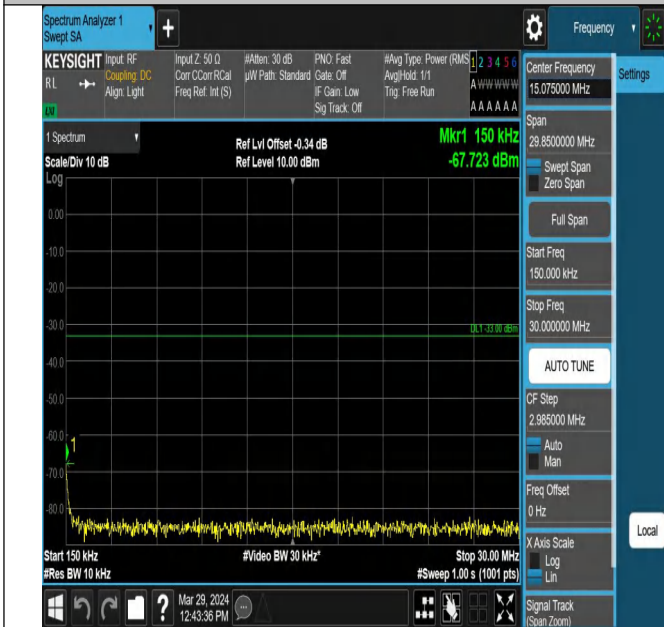 Spectrum Analyzer 1
Swept SA
+
Frequency
KEYSIGHT
RL
LXI
Input: RF
Coupling: DC
Align: Light
Input Z: 50 Ω
Corr CCorr RCal
Freq Ref: Int (S)
#Atten: 30 dB
µW Path: Standard
PNO: Fast
Gate: Off
IF Gain: Low
Sig Track: Off
#Avg Type: Power (RMS)
Avg|Hold: 1/1
Trig: Free Run
1 2 3 4 5 6
A W W W W W
A A A A A A
1 Spectrum
Scale/Div 10 dB
Log
Ref Lvl Offset -0.34 dB
Ref Level 10.00 dBm
Mkr1 150 kHz
-67.723 dBm
0.00
-10.0
-20.0
-30.0
DL1 -33.00 dBm
-40.0
-50.0
-60.0
1
-70.0
-80.0
Start 150 kHz
#Video BW 30 kHz*
Stop 30.00 MHz
#Res BW 10 kHz
#Sweep 1.00 s (1001 pts)
?
Mar 29, 2024
12:43:36 PM
Center Frequency
15.075000 MHz
Settings
Span
29.8500000 MHz
Swept Span
Zero Span
Full Span
Start Freq
150.000 kHz
Stop Freq
30.000000 MHz
AUTO TUNE
CF Step
2.985000 MHz
Auto
Man
Freq Offset
0 Hz
Local
X Axis Scale
Log
Lin
Signal Track
(Span Zoom)